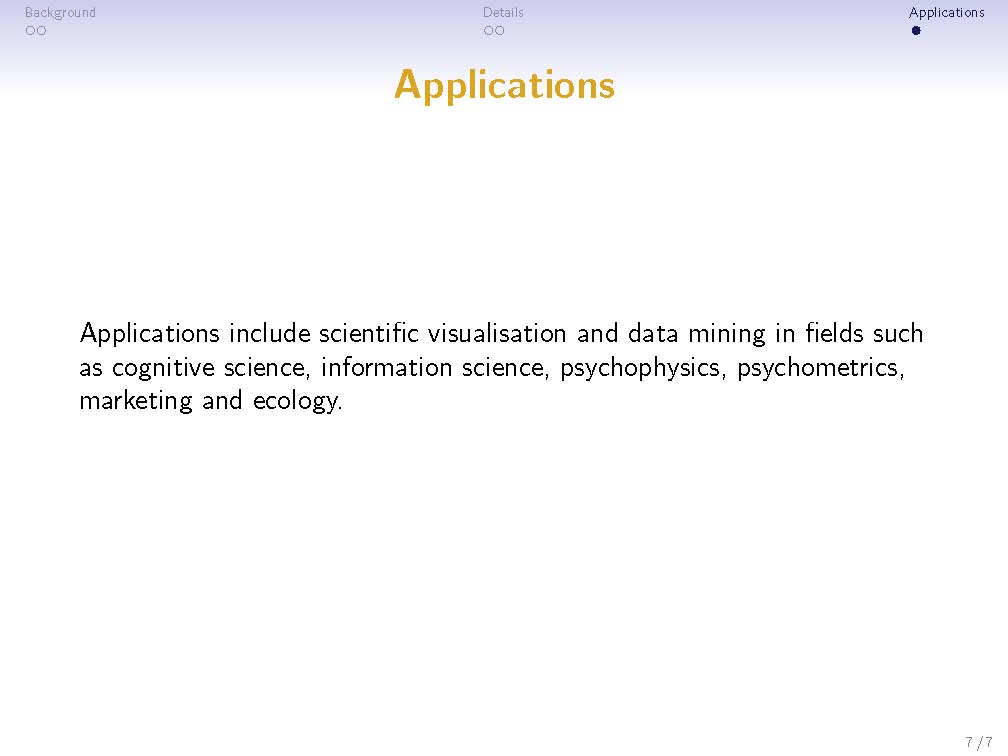 Background Details Applications
Applications
Applications include scientific visualisation and data mining in fields such
as cognitive science, information science, psychophysics, psychometrics,
marketing and ecology.
7 / 7